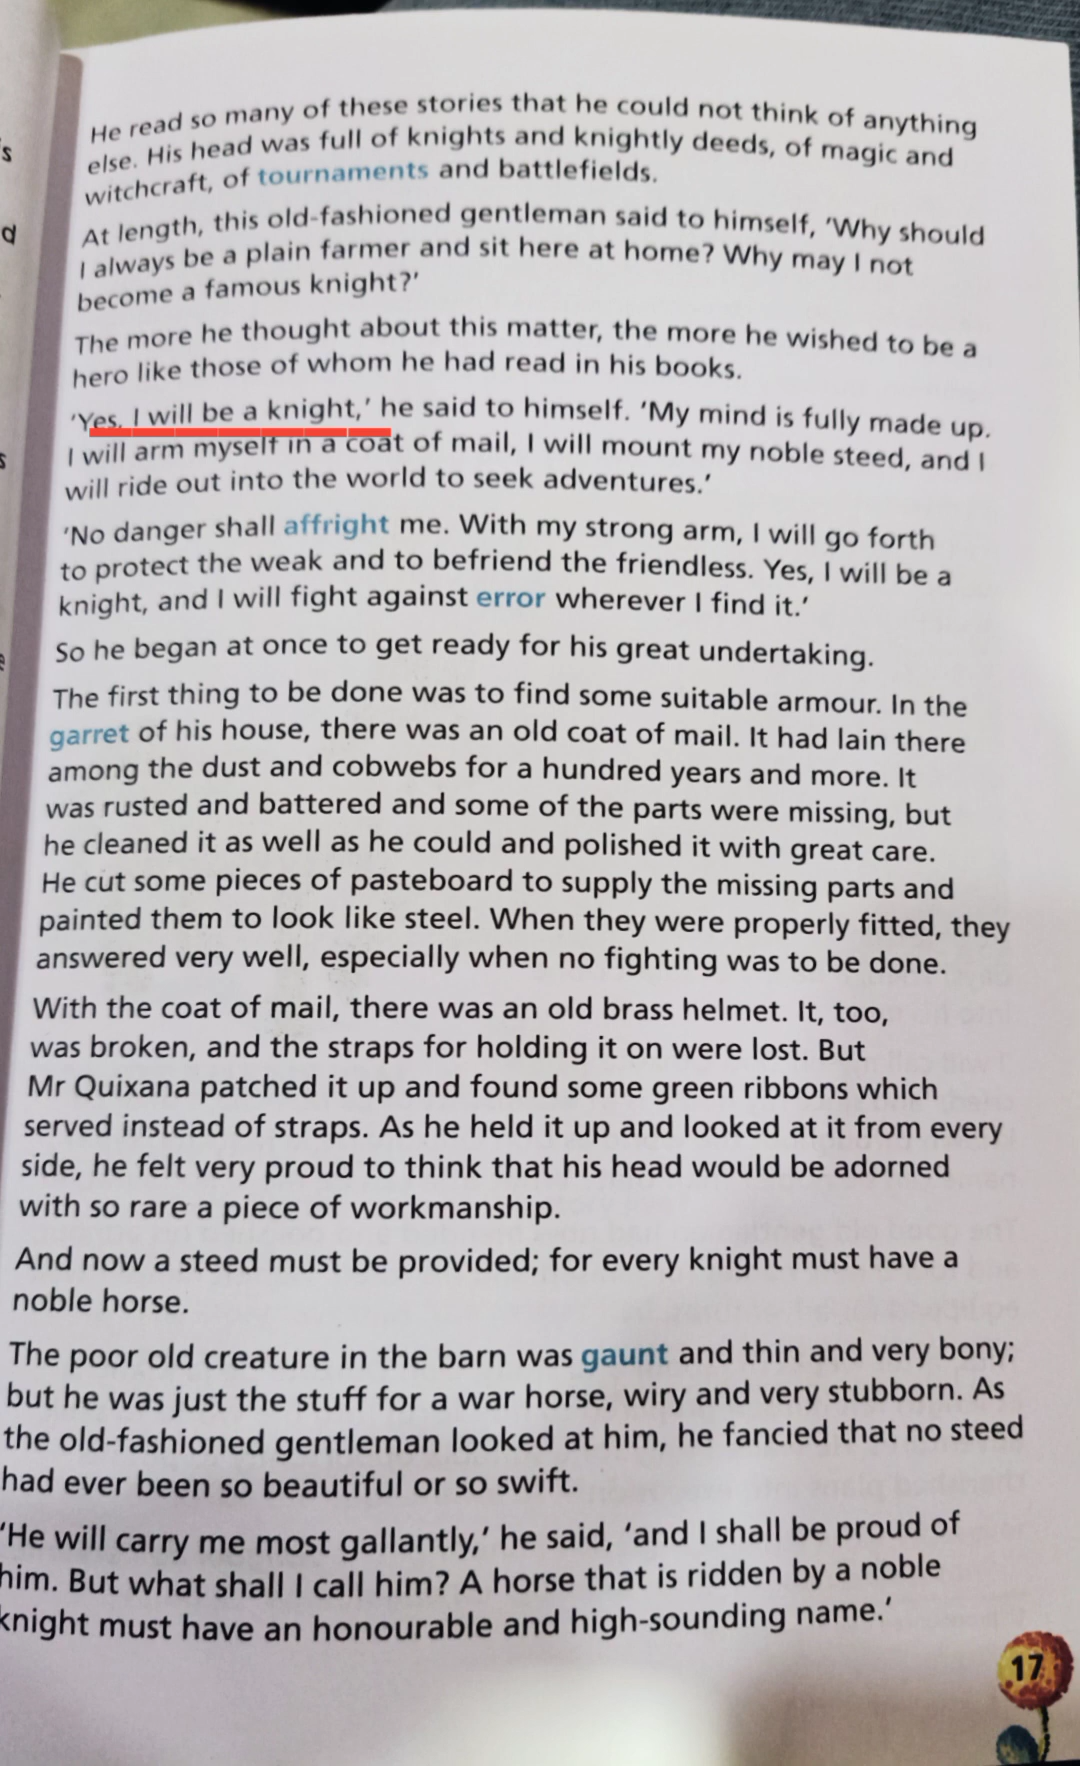 He read so many of these stories that he could not think of anything
else. His head was full of knights and knightly deeds, of magic and
witchcraft, of tournaments and battlefields.
At length, this old-fashioned gentleman said to himself, ‘Why should
I always be a plain farmer and sit here at home? Why may I not
become a famous knight?’
The more he thought about this matter, the more he wished to be a
hero like those of whom he had read in his books.
‘Yes, I will be a knight,’ he said to himself. ‘My mind is fully made up.
I will arm myself in a coat of mail, I will mount my noble steed, and I
will ride out into the world to seek adventures.’
‘No danger shall affright me. With my strong arm, I will go forth
to protect the weak and to befriend the friendless. Yes, I will be a
knight, and I will fight against error wherever I find it.’
So he began at once to get ready for his great undertaking.
The first thing to be done was to find some suitable armour. In the
garret of his house, there was an old coat of mail. It had lain there
among the dust and cobwebs for a hundred years and more. It
was rusted and battered and some of the parts were missing, but
he cleaned it as well as he could and polished it with great care.
He cut some pieces of pasteboard to supply the missing parts and
painted them to look like steel. When they were properly fitted, they
answered very well, especially when no fighting was to be done.
With the coat of mail, there was an old brass helmet. It, too,
was broken, and the straps for holding it on were lost. But
Mr Quixana patched it up and found some green ribbons which
served instead of straps. As he held it up and looked at it from every
side, he felt very proud to think that his head would be adorned
with so rare a piece of workmanship.
And now a steed must be provided; for every knight must have a
noble horse.
The poor old creature in the barn was gaunt and thin and very bony;
but he was just the stuff for a war horse, wiry and very stubborn. As
the old-fashioned gentleman looked at him, he fancied that no steed
had ever been so beautiful or so swift.
‘He will carry me most gallantly,’ he said, ‘and I shall be proud of
him. But what shall I call him? A horse that is ridden by a noble
knight must have an honourable and high-sounding name.’
17